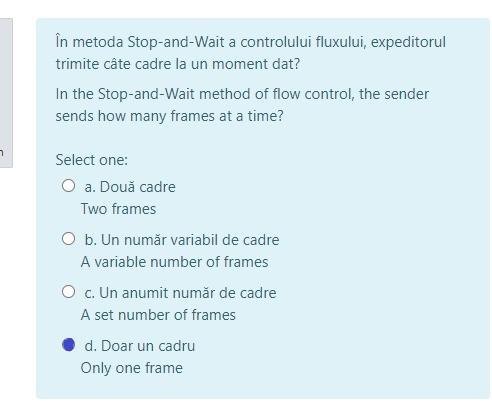 În metoda Stop-and-Wait a controlului fluxului, expeditorul
trimite câte cadre la un moment dat?
In the Stop-and-Wait method of flow control, the sender
sends how many frames at a time?
Select one:
a. Două cadre
Two frames
b. Un număr variabil de cadre
A variable number of frames
c. Un anumit număr de cadre
A set number of frames
d. Doar un cadru
Only one frame